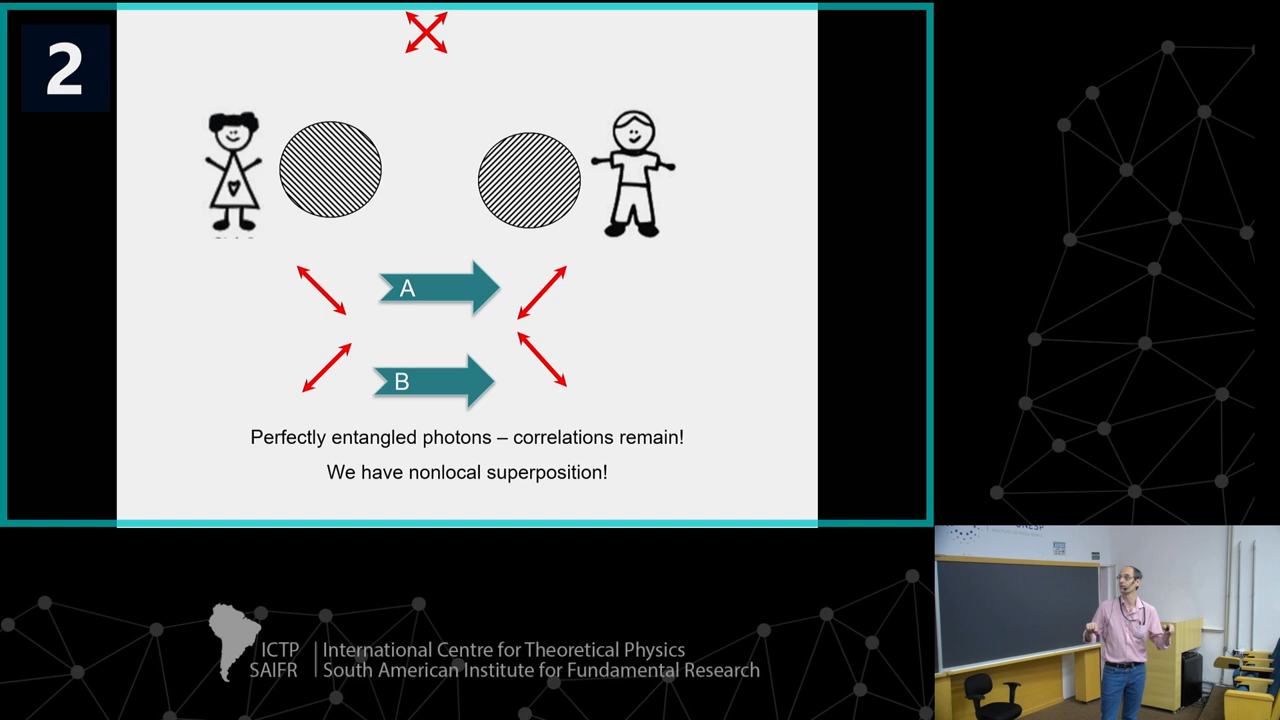 2
A
B
Perfectly entangled photons – correlations remain!
We have nonlocal superposition!
ICTP
SAIFR
International Centre for Theoretical Physics
South American Institute for Fundamental Research
UNESP